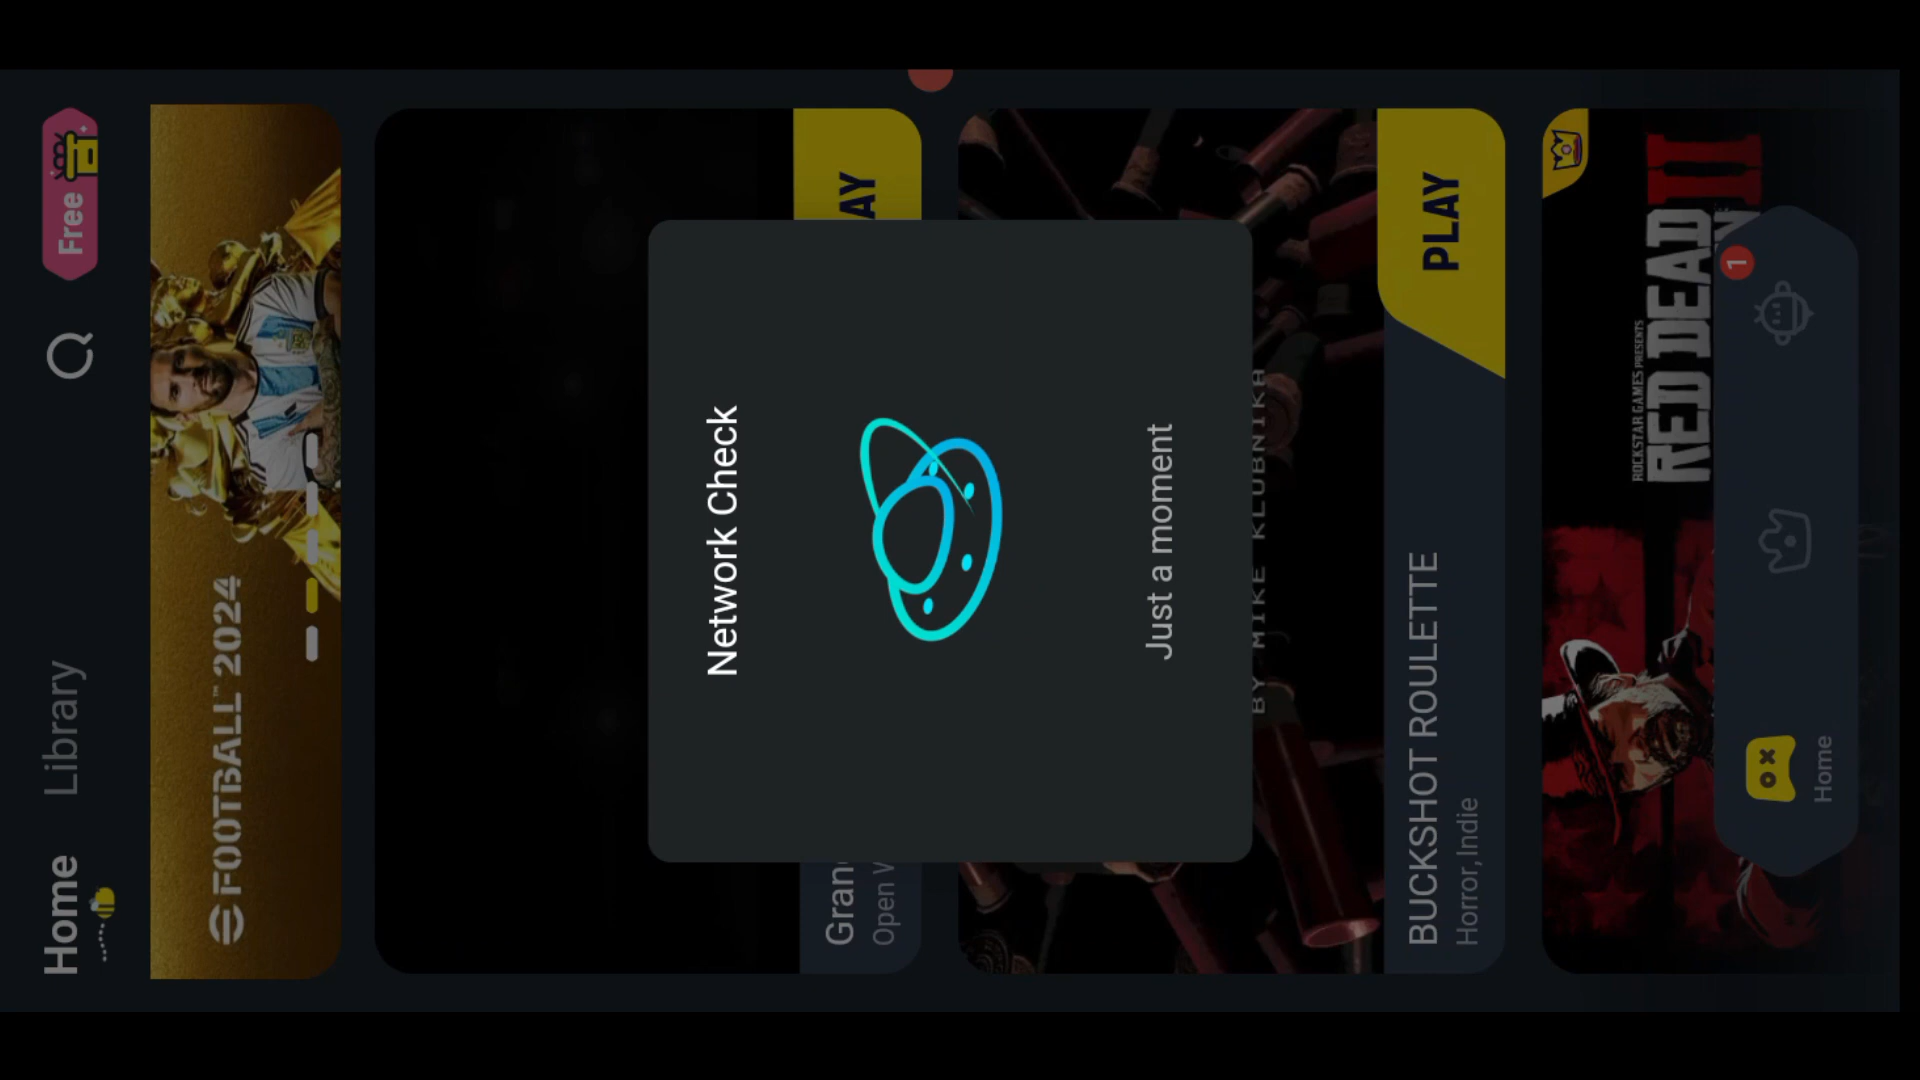 Home
Library
Free
FOOTBALL™ 2024
Network Check
Just a moment
AY
Gran
Open
BY MIKE KLUBNIKA
PLAY
BUCKSHOT ROULETTE
Horror,Indie
ROCKSTAR GAMES PRESENTS
RED DEAD
II
1
Home